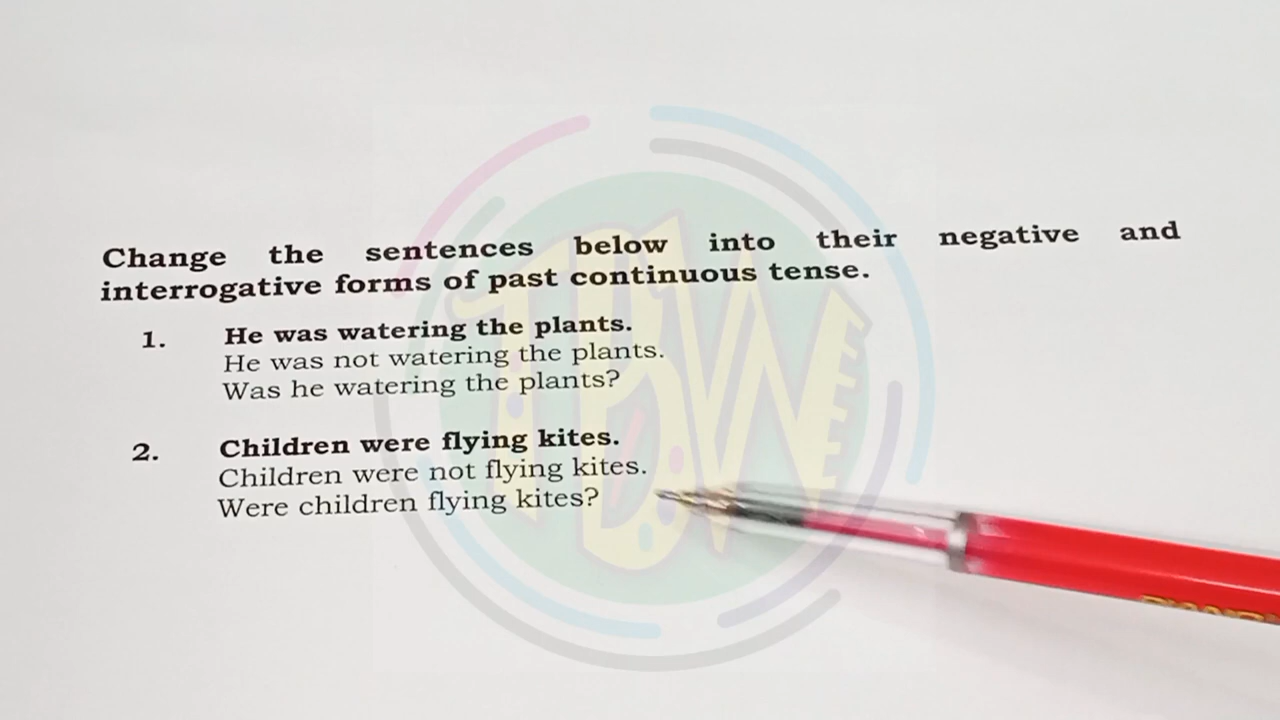 Change the sentences below into their negative and
interrogative forms of past continuous tense.
1. He was watering the plants.
He was not watering the plants.
Was he watering the plants?
2. Children were flying kites.
Children were not flying kites.
Were children flying kites?